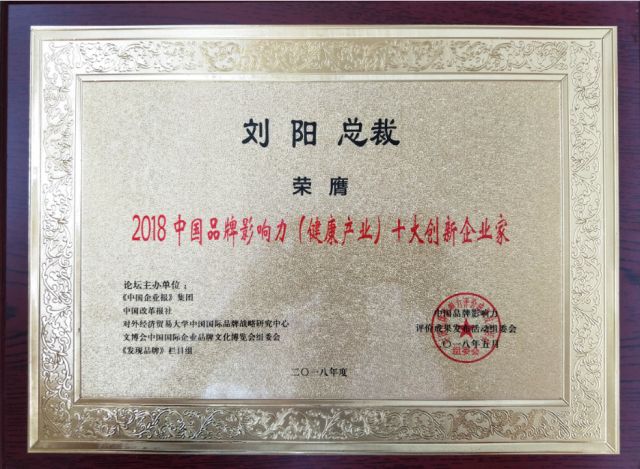 刘阳 总裁
荣膺
2018中国品牌影响力(健康产业)十大创新企业家
论坛主办单位：
《中国企业报》集团
中国改革报社
对外经济贸易大学中国国际品牌战略研究中心
文博会中国国际企业品牌文化博览会组委会
《发现品牌》栏目组
中国品牌影响力
评价成果发布活动组委会
二〇一八年五月
组委会
二〇一八年度